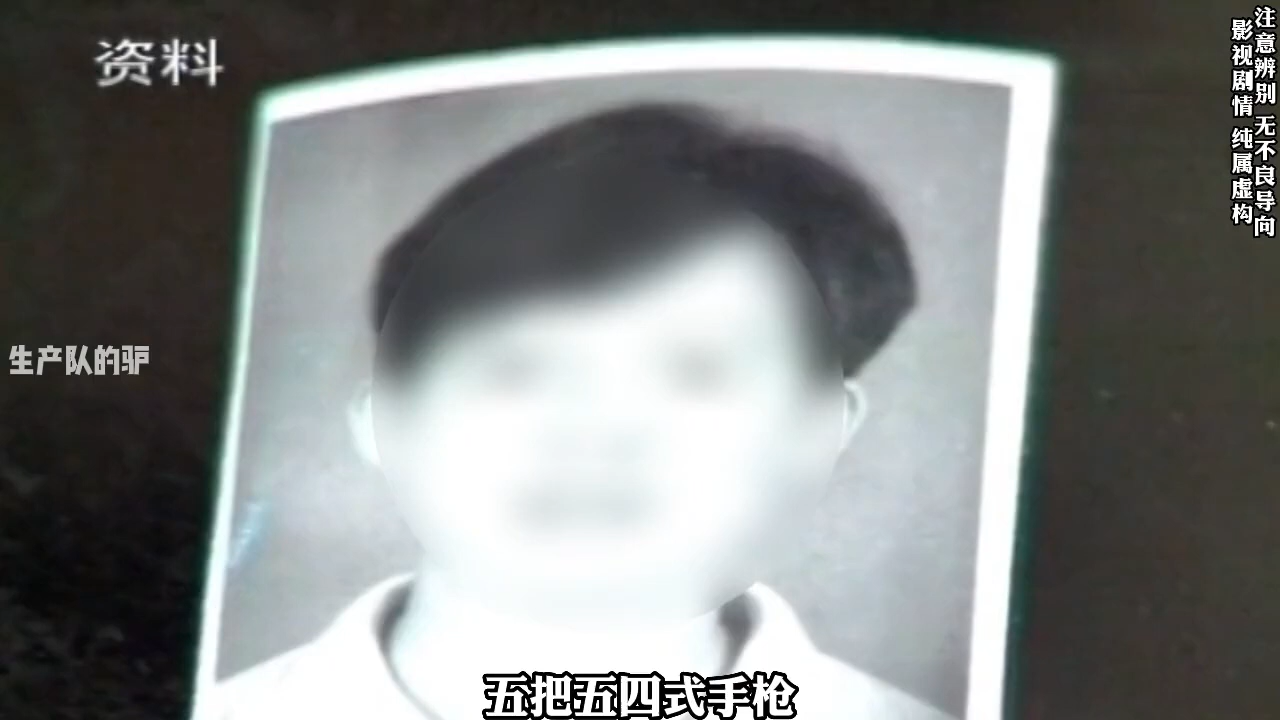 资料
注意辨别 无不良导向
影视剧情 纯属虚构
生产队的驴
五把五四式手枪